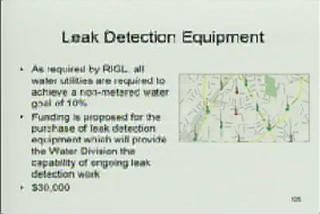 Leak Detection Equipment
• As required by RIGL, all
water utilities are required to
achieve a non-metered water
goal of 10%
• Funding is proposed for the
purchase of leak detection
equipment which will provide
the Water Division the
capability of ongoing leak
detection work
• $30,000